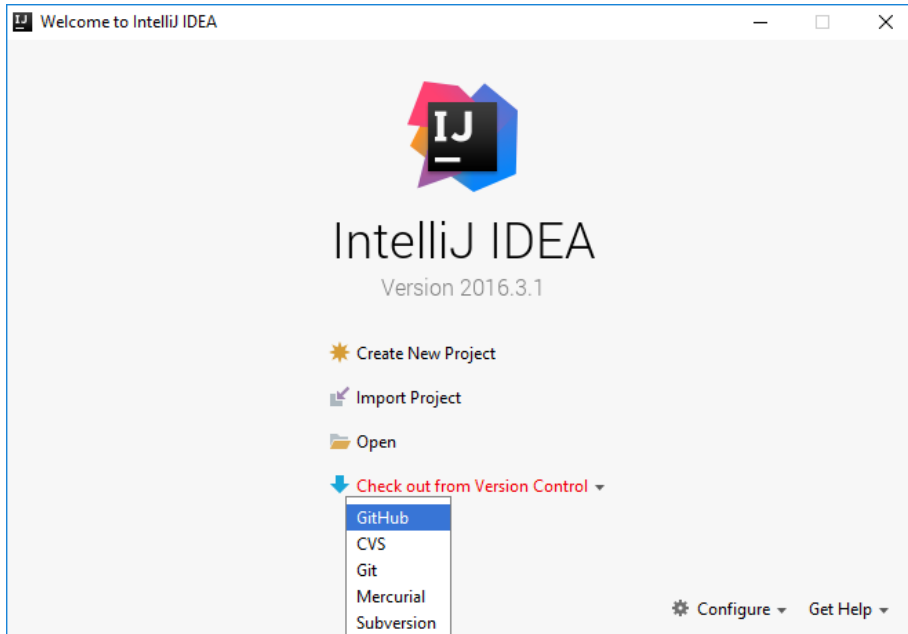 Welcome to IntelliJ IDEA
IJ
IntelliJ IDEA
Version 2016.3.1
Create New Project
Import Project
Open
Check out from Version Control
GitHub
CVS
Git
Mercurial
Subversion
Configure
Get Help